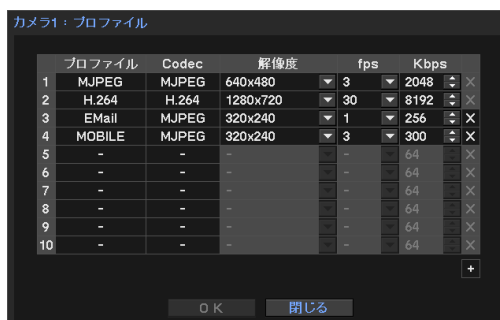 カメラ1：プロファイル
プロファイル Codec 解像度 fps Kbps
1 MJPEG MJPEG 640x480 3 2048 X
2 H.264 H.264 1280x720 30 8192 X
3 EMail MJPEG 320x240 1 256 X
4 MOBILE MJPEG 320x240 3 300 X
5 - - - - 64 X
6 - - - - 64 X
7 - - - - 64 X
8 - - - - 64 X
9 - - - - 64 X
10 - - - - 64 X
+
OK 閉じる